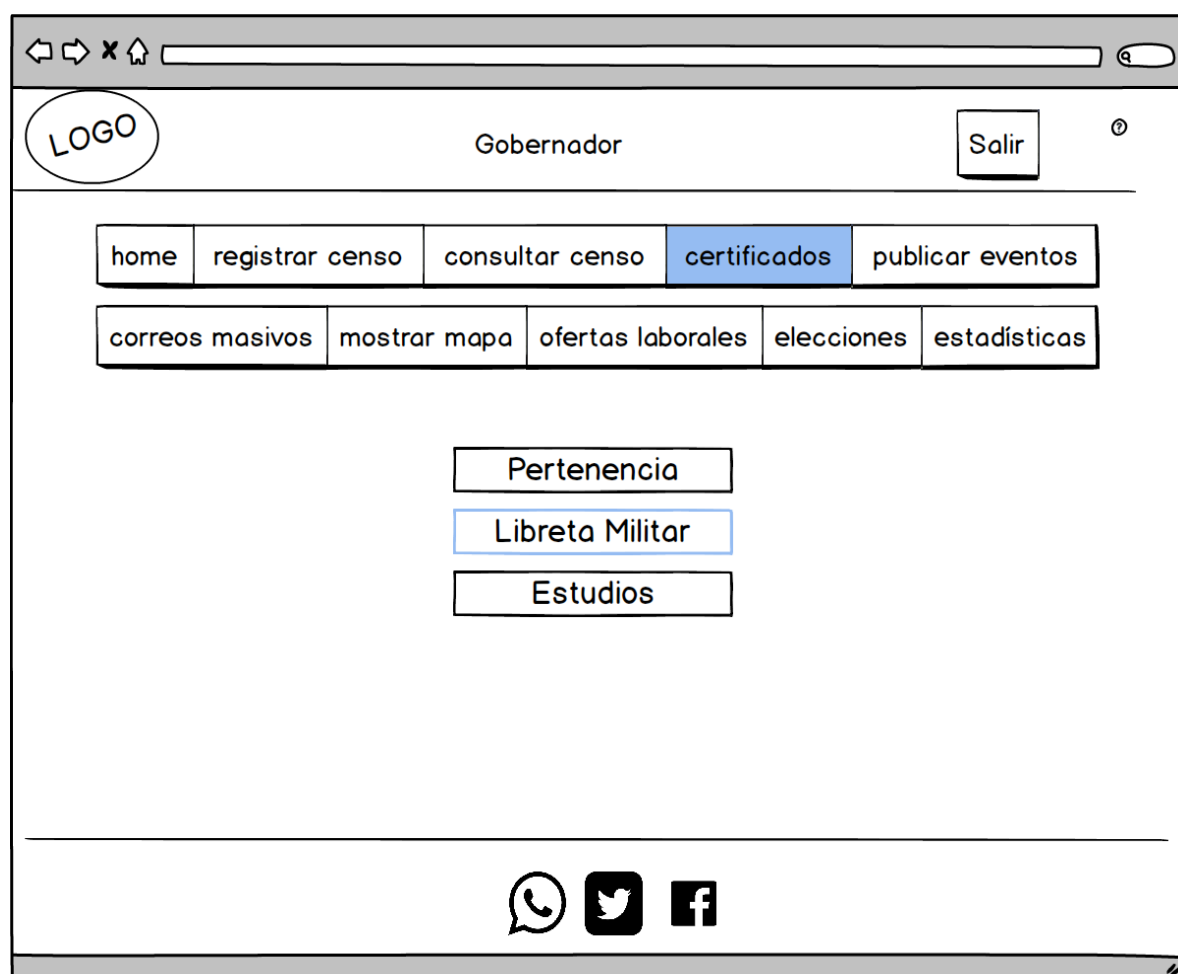 LOGO
Gobernador
Salir
?
home registrar censo consultar censo certificados publicar eventos
correos masivos mostrar mapa ofertas laborales elecciones estadísticas
Pertenencia
Libreta Militar
Estudios